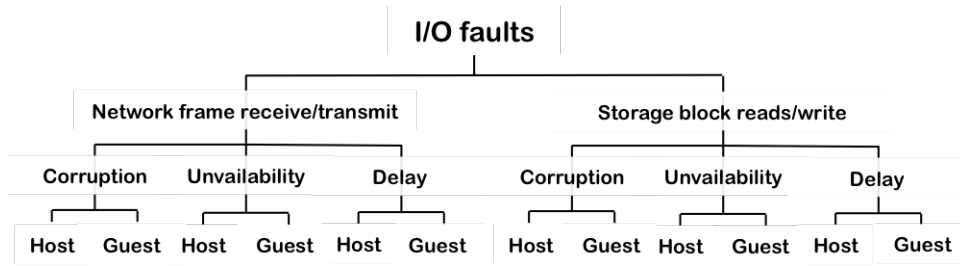 I/O faults
Network frame receive/transmit Storage block reads/write
Corruption Unvailability Delay Corruption Unvailability Delay
Host Guest Host Guest Host Guest Host Guest Host Guest Host Guest